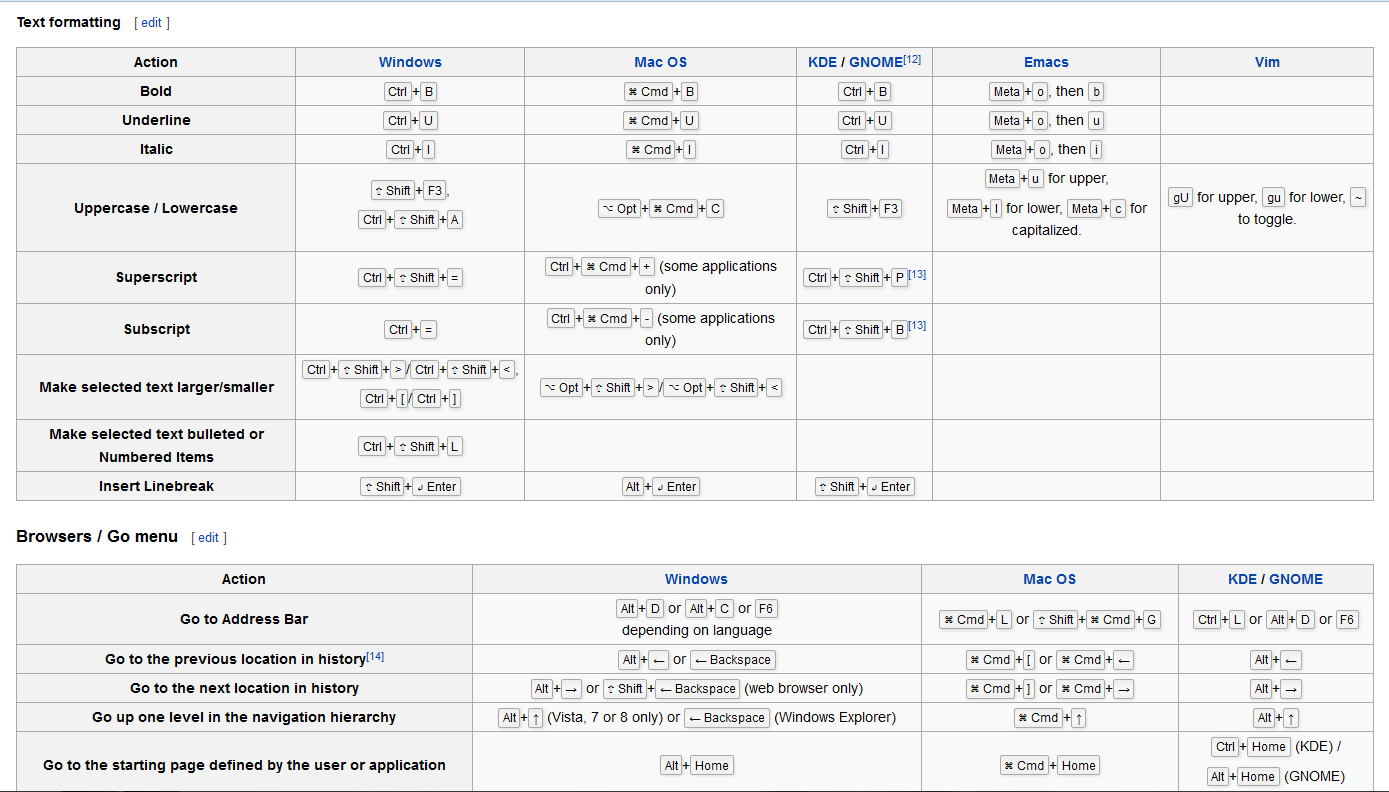 Text formatting [ edit ]
Action Windows Mac OS KDE / GNOME[12] Emacs Vim
Bold Ctrl+B ⌘ Cmd+B Ctrl+B Meta+o, then b
Underline Ctrl+U ⌘ Cmd+U Ctrl+U Meta+o, then u
Italic Ctrl+I ⌘ Cmd+I Ctrl+I Meta+o, then i
Uppercase / Lowercase
⇧ Shift+F3,
Ctrl+⇧ Shift+A
⌥ Opt+⌘ Cmd+C
⇧ Shift+F3
Meta+u for upper,
Meta+l for lower, Meta+c for
capitalized.
gU for upper, gu for lower, ~
to toggle.
Superscript Ctrl+⇧ Shift+=
Ctrl+⌘ Cmd++ (some applications
only)
Ctrl+⇧ Shift+P[13]
Subscript Ctrl+=
Ctrl+⌘ Cmd+- (some applications
only)
Ctrl+⇧ Shift+B[13]
Make selected text larger/smaller
Ctrl+⇧ Shift+>/Ctrl+⇧ Shift+<,
Ctrl+[/Ctrl+]
⌥ Opt+⇧ Shift+>/⌥ Opt+⇧ Shift+<
Make selected text bulleted or
Numbered Items
Ctrl+⇧ Shift+L
Insert Linebreak ⇧ Shift+↲ Enter Alt+↲ Enter ⇧ Shift+↲ Enter
Browsers / Go menu [ edit ]
Action Windows Mac OS KDE / GNOME
Go to Address Bar
Alt+D or Alt+C or F6
depending on language
⌘ Cmd+L or ⇧ Shift+⌘ Cmd+G
Ctrl+L or Alt+D or F6
Go to the previous location in history[14] Alt+← or ← Backspace ⌘ Cmd+[ or ⌘ Cmd+← Alt+←
Go to the next location in history Alt+→ or ⇧ Shift+← Backspace (web browser only) ⌘ Cmd+] or ⌘ Cmd+→ Alt+→
Go up one level in the navigation hierarchy Alt+↑ (Vista, 7 or 8 only) or ← Backspace (Windows Explorer) ⌘ Cmd+↑ Alt+↑
Go to the starting page defined by the user or application Alt+Home ⌘ Cmd+Home
Ctrl+Home (KDE) /
Alt+Home (GNOME)